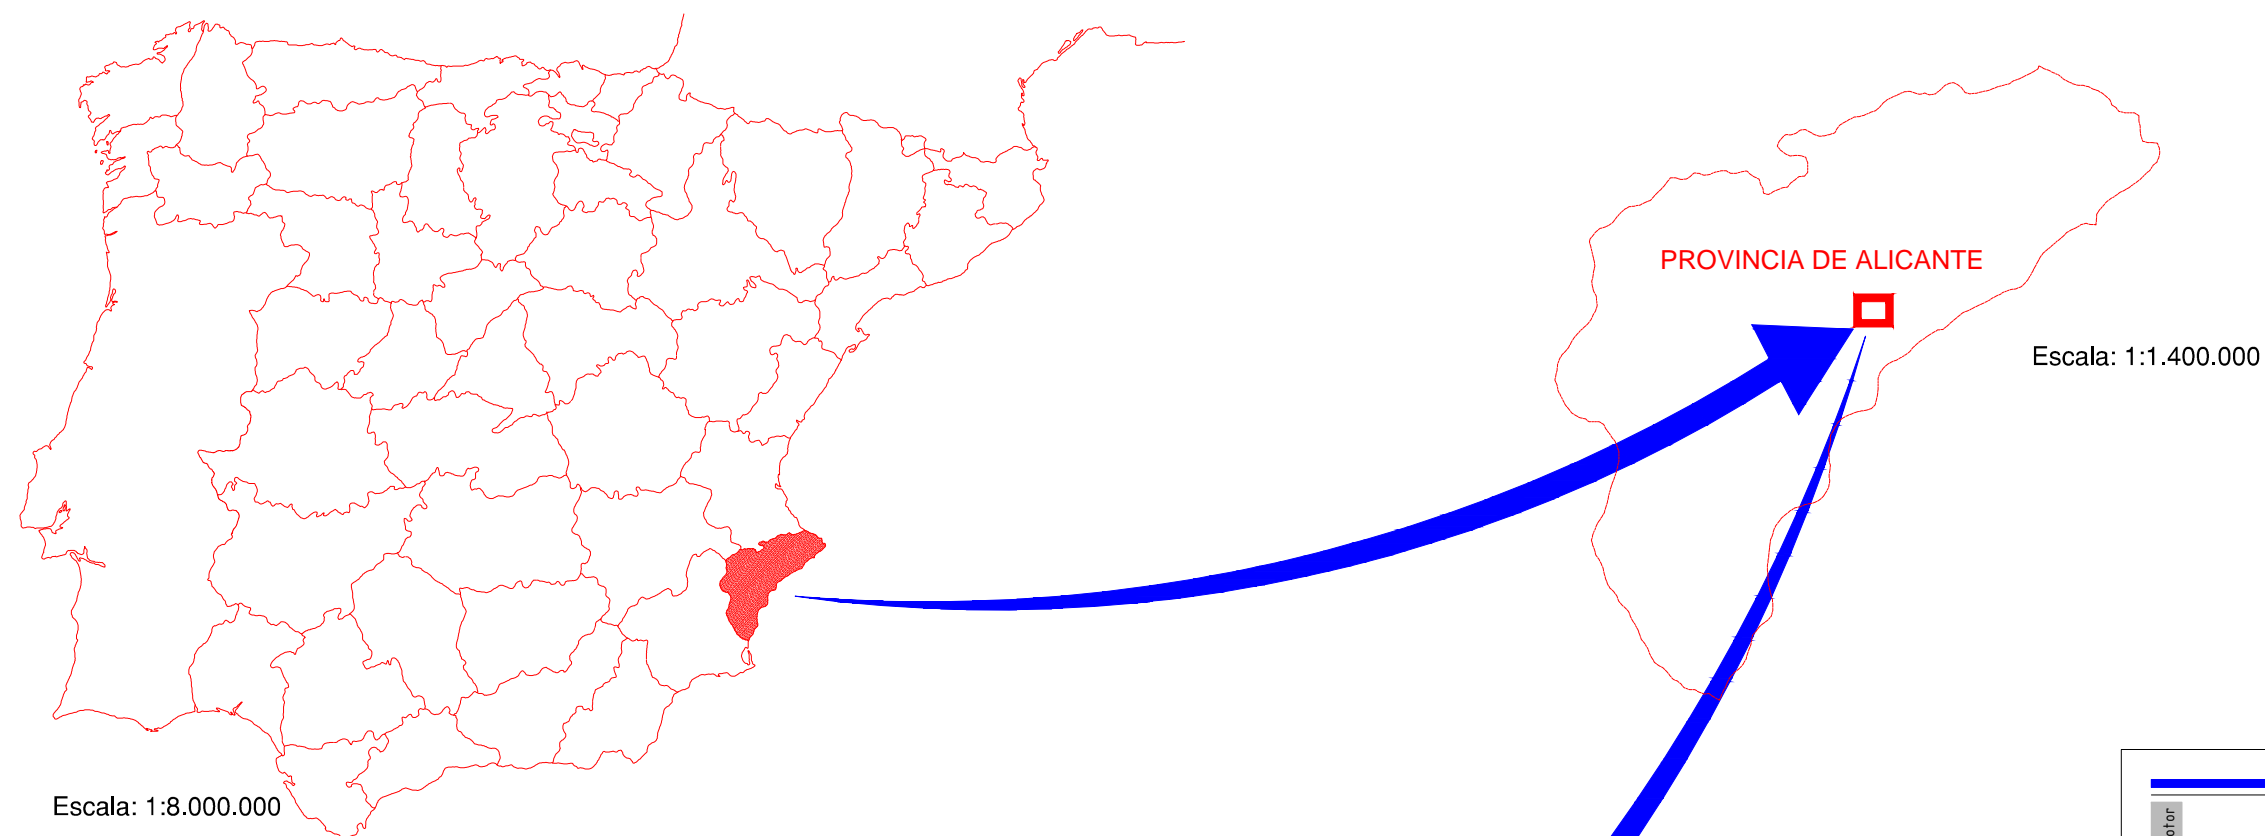 PROVINCIA DE ALICANTE
Escala: 1:1.400.000
Escala: 1:8.000.000